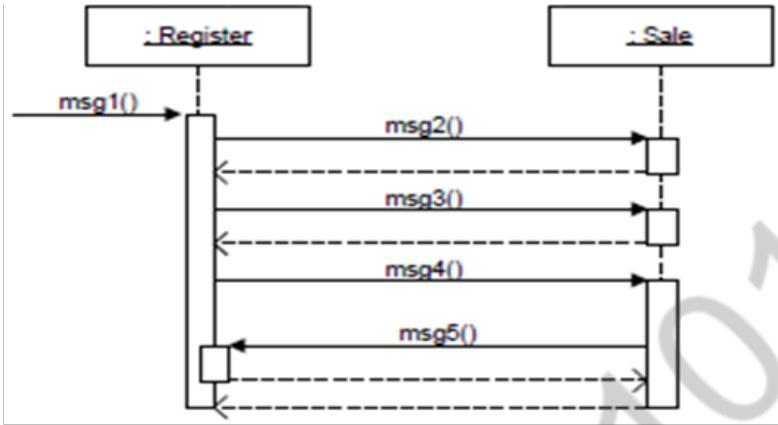 : Register
: Sale
msg1()
msg2()
msg3()
msg4()
msg5()